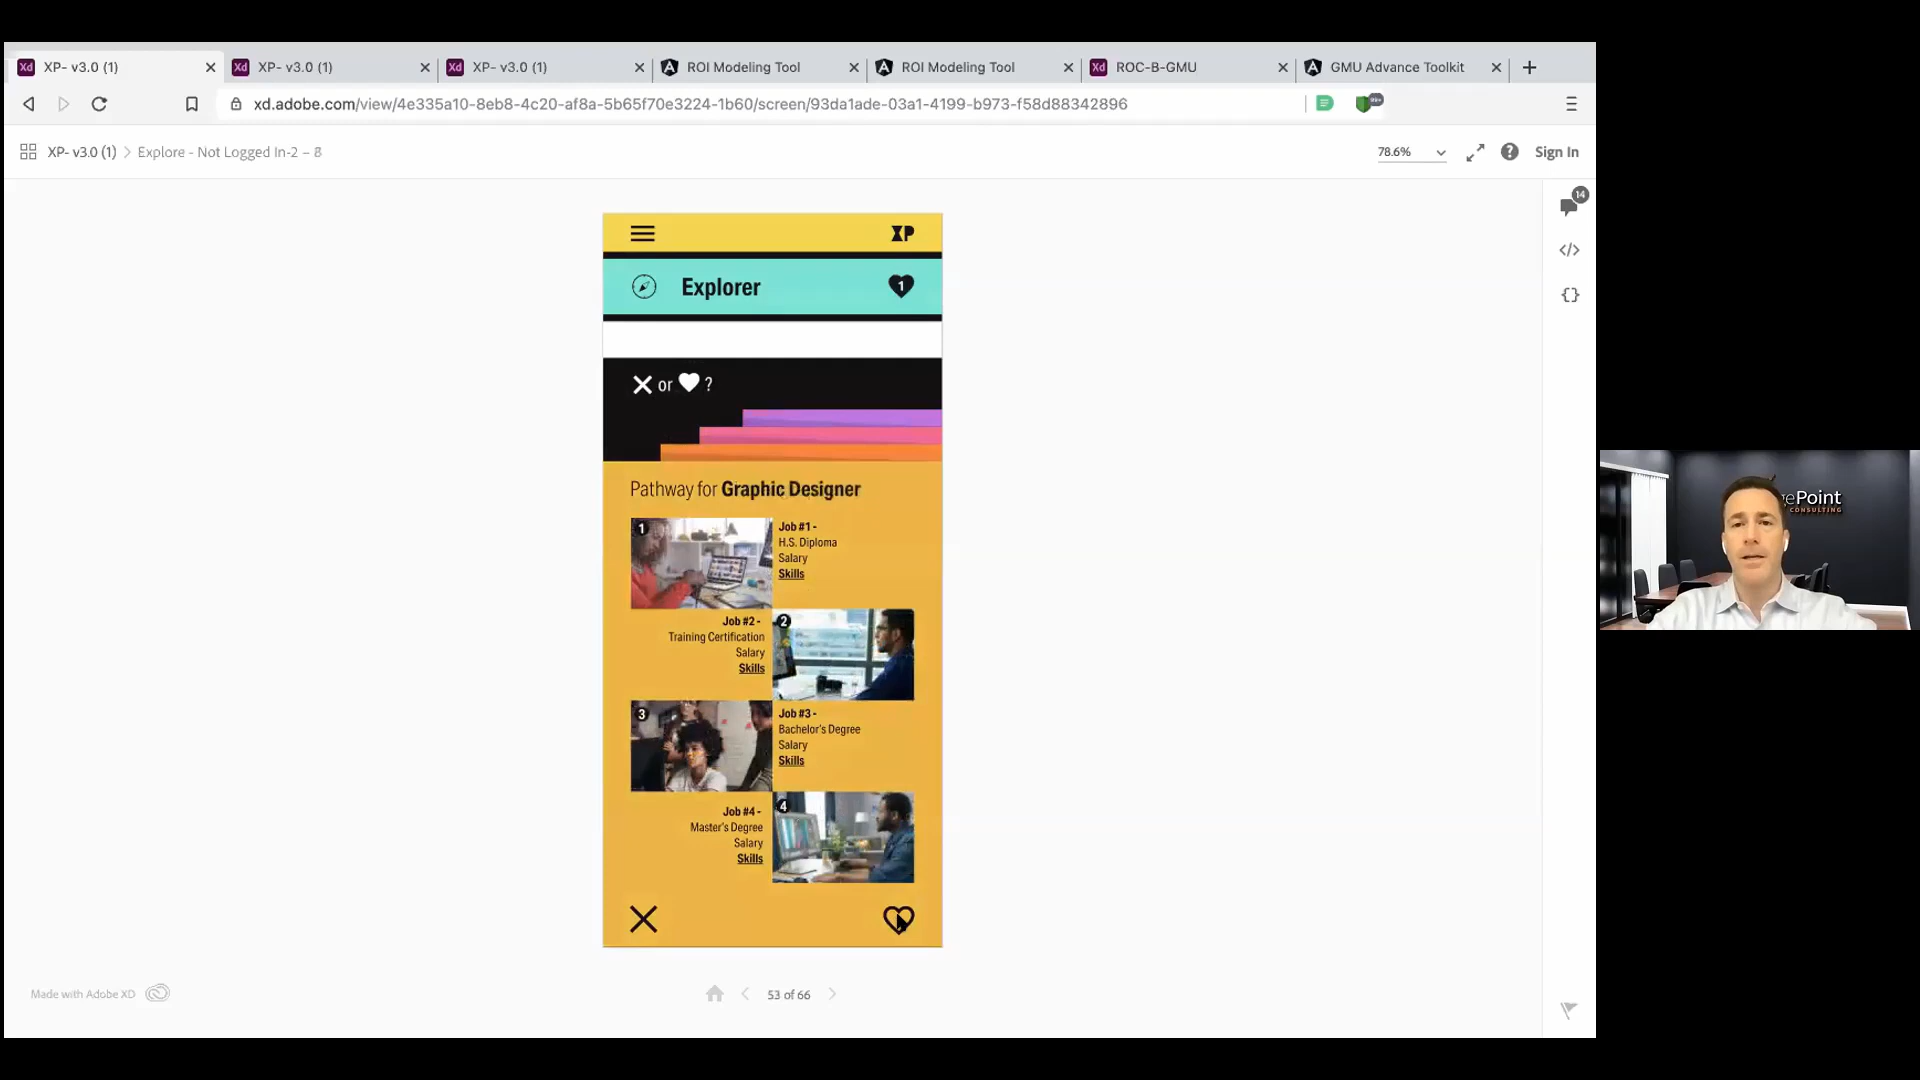 XP- v3.0 (1)
XP- v3.0 (1)
XP- v3.0 (1)
ROI Modeling Tool
ROI Modeling Tool
ROC-B-GMU
GMU Advance Toolkit
xd.adobe.com/view/4e335a10-8eb8-4c20-af8a-5b65f70e3224-1b60/screen/93da1ade-03a1-4199-b973-f58d88342896
XP- v3.0 (1) > Explore - Not Logged In-2 – 8
78.6%
Sign In
14
XP
Explorer
1
X or ?
Pathway for Graphic Designer
1
Job #1 -
H.S. Diploma
Salary
Skills
Job #2 -
Training Certification
Salary
Skills
2
3
Job #3 -
Bachelor's Degree
Salary
Skills
Job #4 -
Master's Degree
Salary
Skills
4
Made with Adobe XD
53 of 66
ePoint
CONSULTING